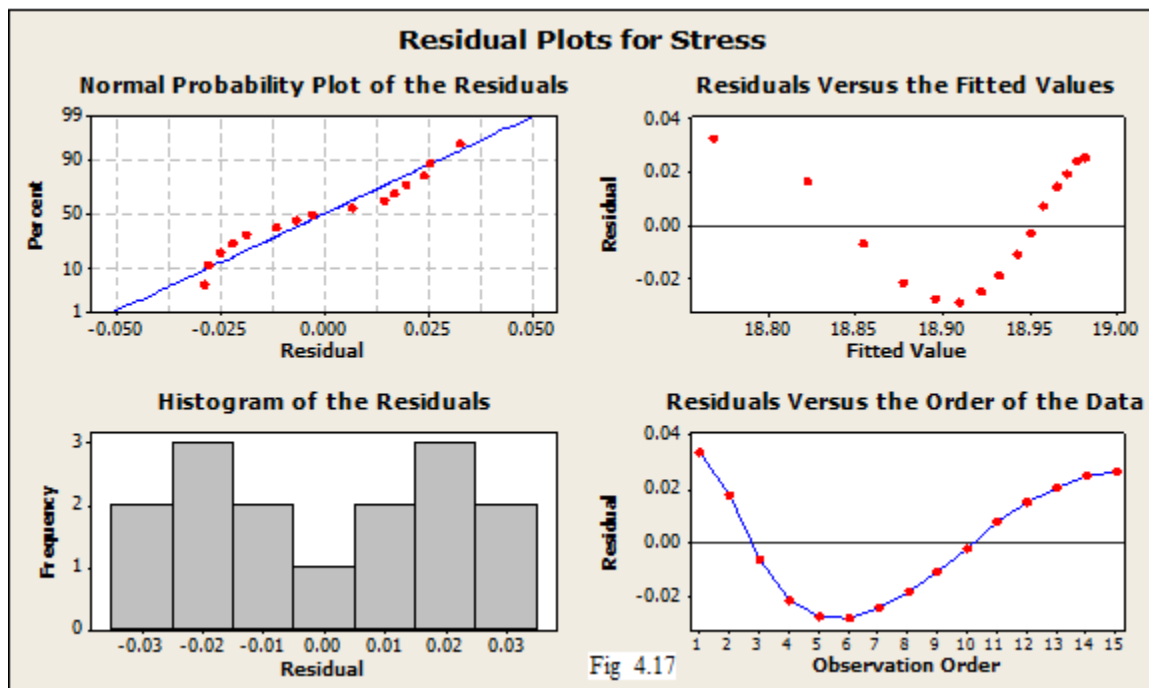 Residual Plots for Stress
Normal Probability Plot of the Residuals
99
90
50
10
1
Percent
-0.050 -0.025 0.000 0.025 0.050
Residual
Residuals Versus the Fitted Values
0.04
0.02
0.00
-0.02
Residual
18.80 18.85 18.90 18.95 19.00
Fitted Value
Histogram of the Residuals
3
2
1
0
Frequency
-0.03 -0.02 -0.01 0.00 0.01 0.02 0.03
Residual
Residuals Versus the Order of the Data
0.04
0.02
0.00
-0.02
Residual
1 2 3 4 5 6 7 8 9 10 11 12 13 14 15
Observation Order
Fig 4.17